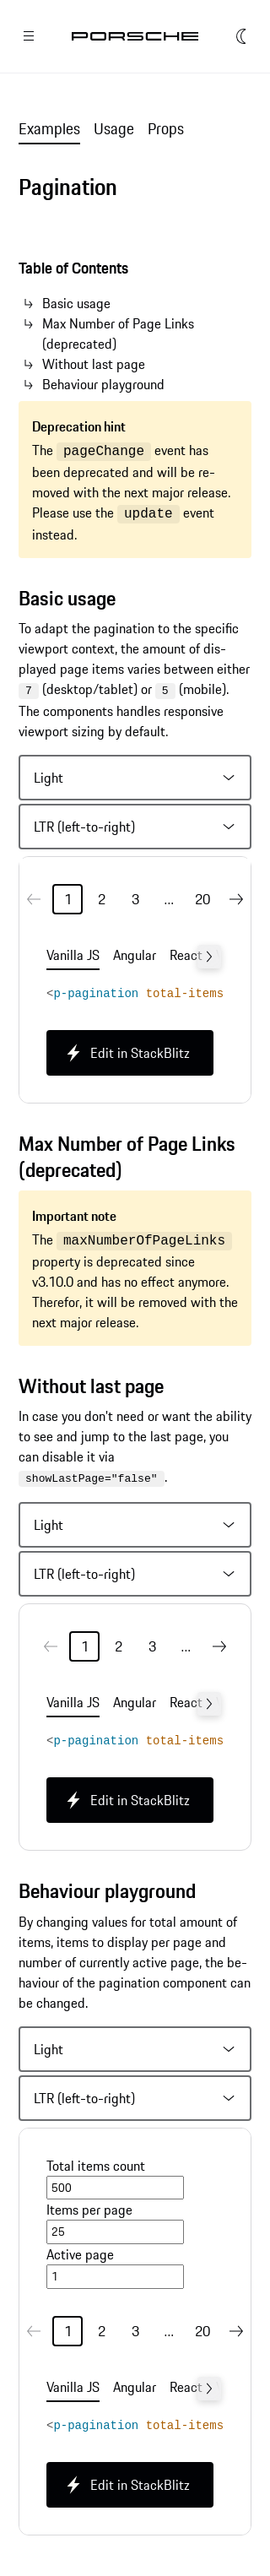 PORSCHE
Examples Usage Props
Pagination
Table of Contents
Basic usage
Max Number of Page Links
(deprecated)
Without last page
Behaviour playground
Deprecation hint
The pageChange event has
been deprecated and will be re-
moved with the next major release.
Please use the update event
instead.
Basic usage
To adapt the pagination to the specific
viewport context, the amount of dis-
played page items varies between either
7 (desktop/tablet) or 5 (mobile).
The components handles responsive
viewport sizing by default.
Light
LTR (left-to-right)
1 2 3 ... 20
Vanilla JS Angular React
<p-pagination total-items
Edit in StackBlitz
Max Number of Page Links
(deprecated)
Important note
The maxNumberOfPageLinks
property is deprecated since
v3.10.0 and has no effect anymore.
Therefor, it will be removed with the
next major release.
Without last page
In case you don't need or want the ability
to see and jump to the last page, you
can disable it via
showLastPage="false" .
Light
LTR (left-to-right)
1 2 3 ...
Vanilla JS Angular React
<p-pagination total-items
Edit in StackBlitz
Behaviour playground
By changing values for total amount of
items, items to display per page and
number of currently active page, the be-
haviour of the pagination component can
be changed.
Light
LTR (left-to-right)
Total items count
500
Items per page
25
Active page
1
1 2 3 ... 20
Vanilla JS Angular React
<p-pagination total-items
Edit in StackBlitz